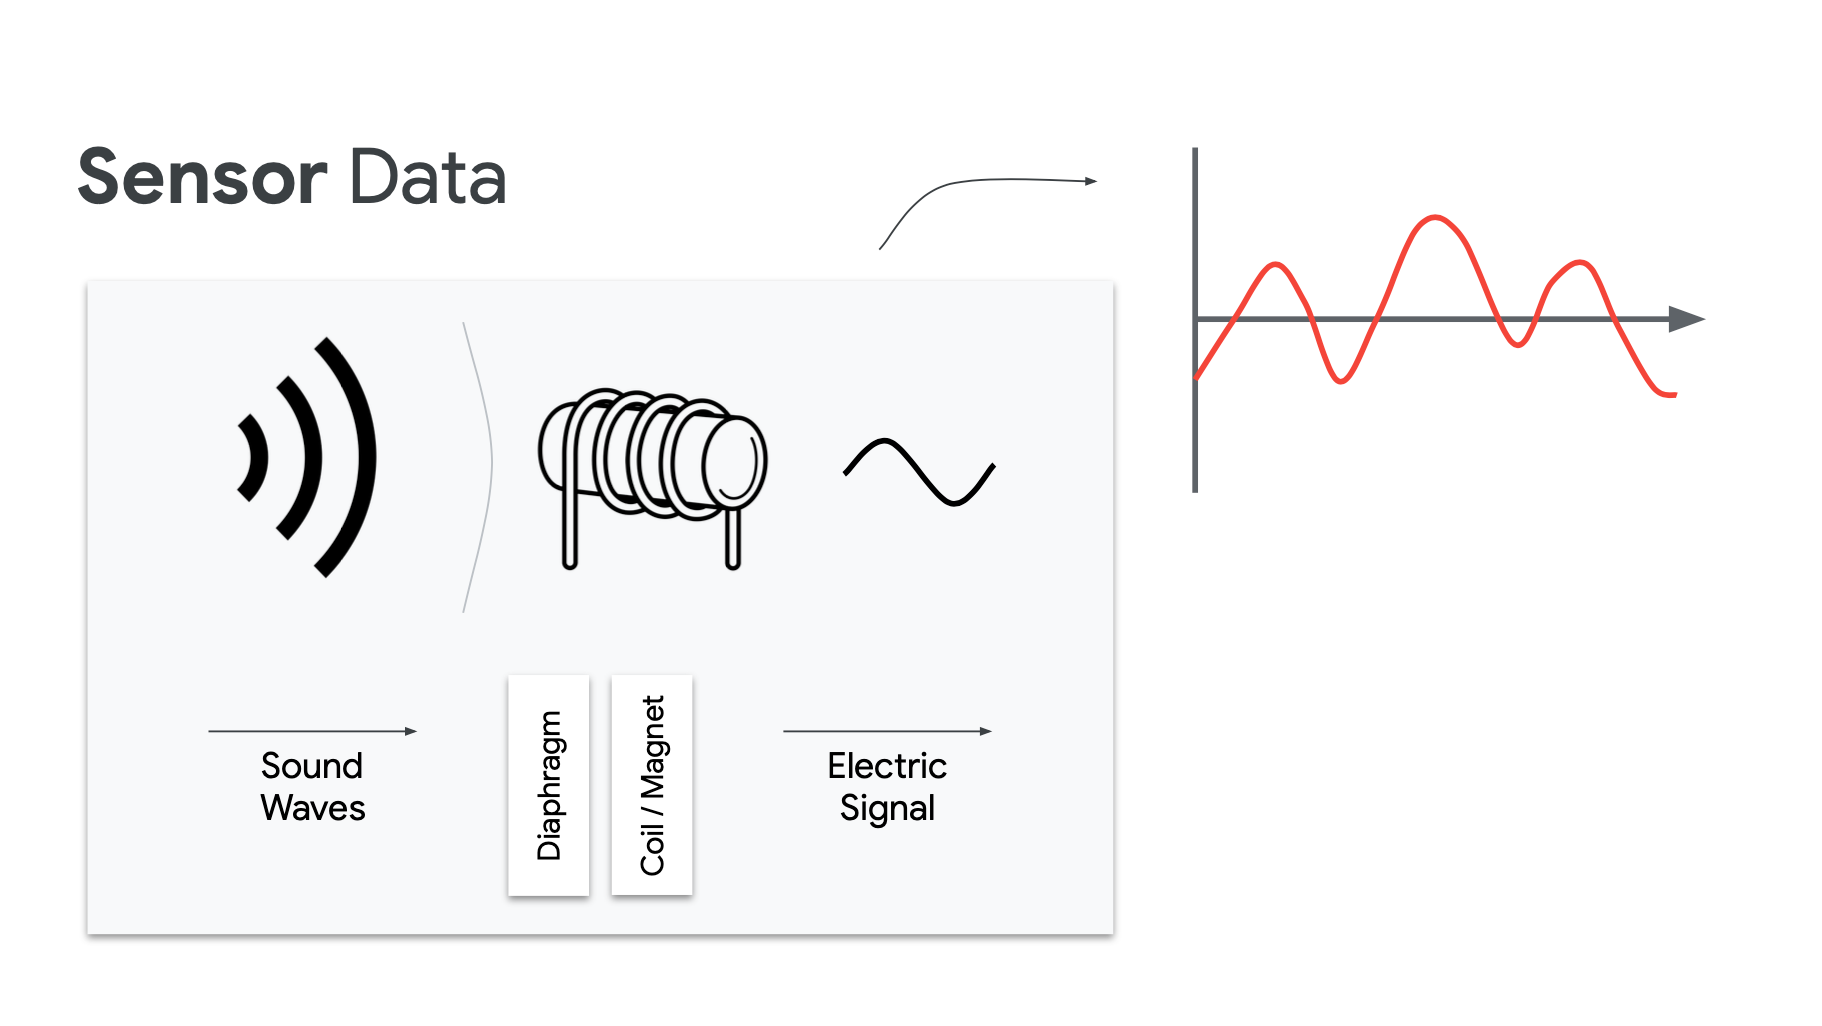 Sensor Data
Sound
Waves
Diaphragm
Coil / Magnet
Electric
Signal